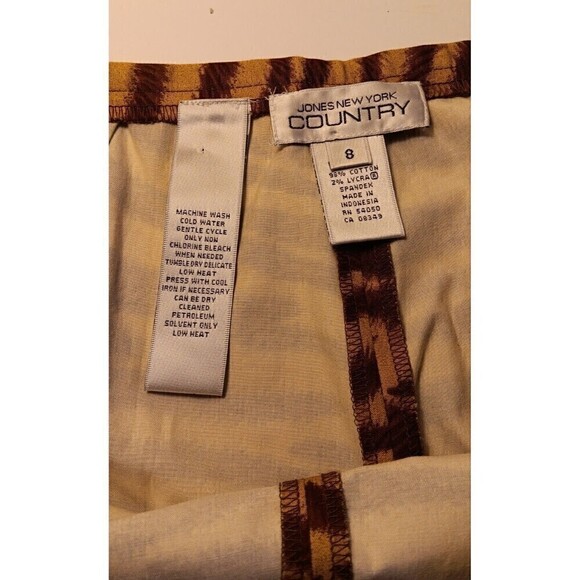 JONES NEW YORK
COUNTRY
8
98% COTTON
2% LYCRA®
SPANDEX
MADE IN
INDONESIA
RN 54050
CA 08349
MACHINE WASH
COLD WATER
GENTLE CYCLE
ONLY NON
CHLORINE BLEACH
WHEN NEEDED
TUMBLE DRY DELICATE
LOW HEAT
PRESS WITH COOL
IRON IF NECESSARY
CAN BE DRY
CLEANED
PETROLEUM
SOLVENT ONLY
LOW HEAT